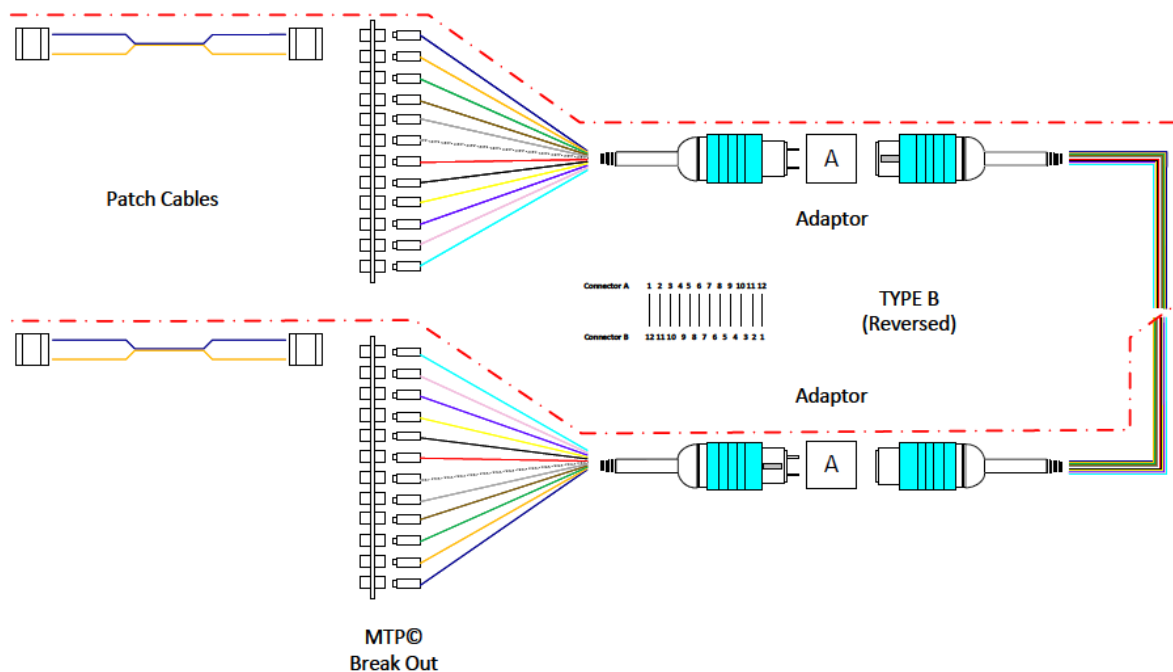 A
Patch Cables
Adaptor
Connector A 1 2 3 4 5 6 7 8 9 10 11 12
TYPE B
(Reversed)
Connector B 12 11 10 9 8 7 6 5 4 3 2 1
Adaptor
A
MTP©
Break Out